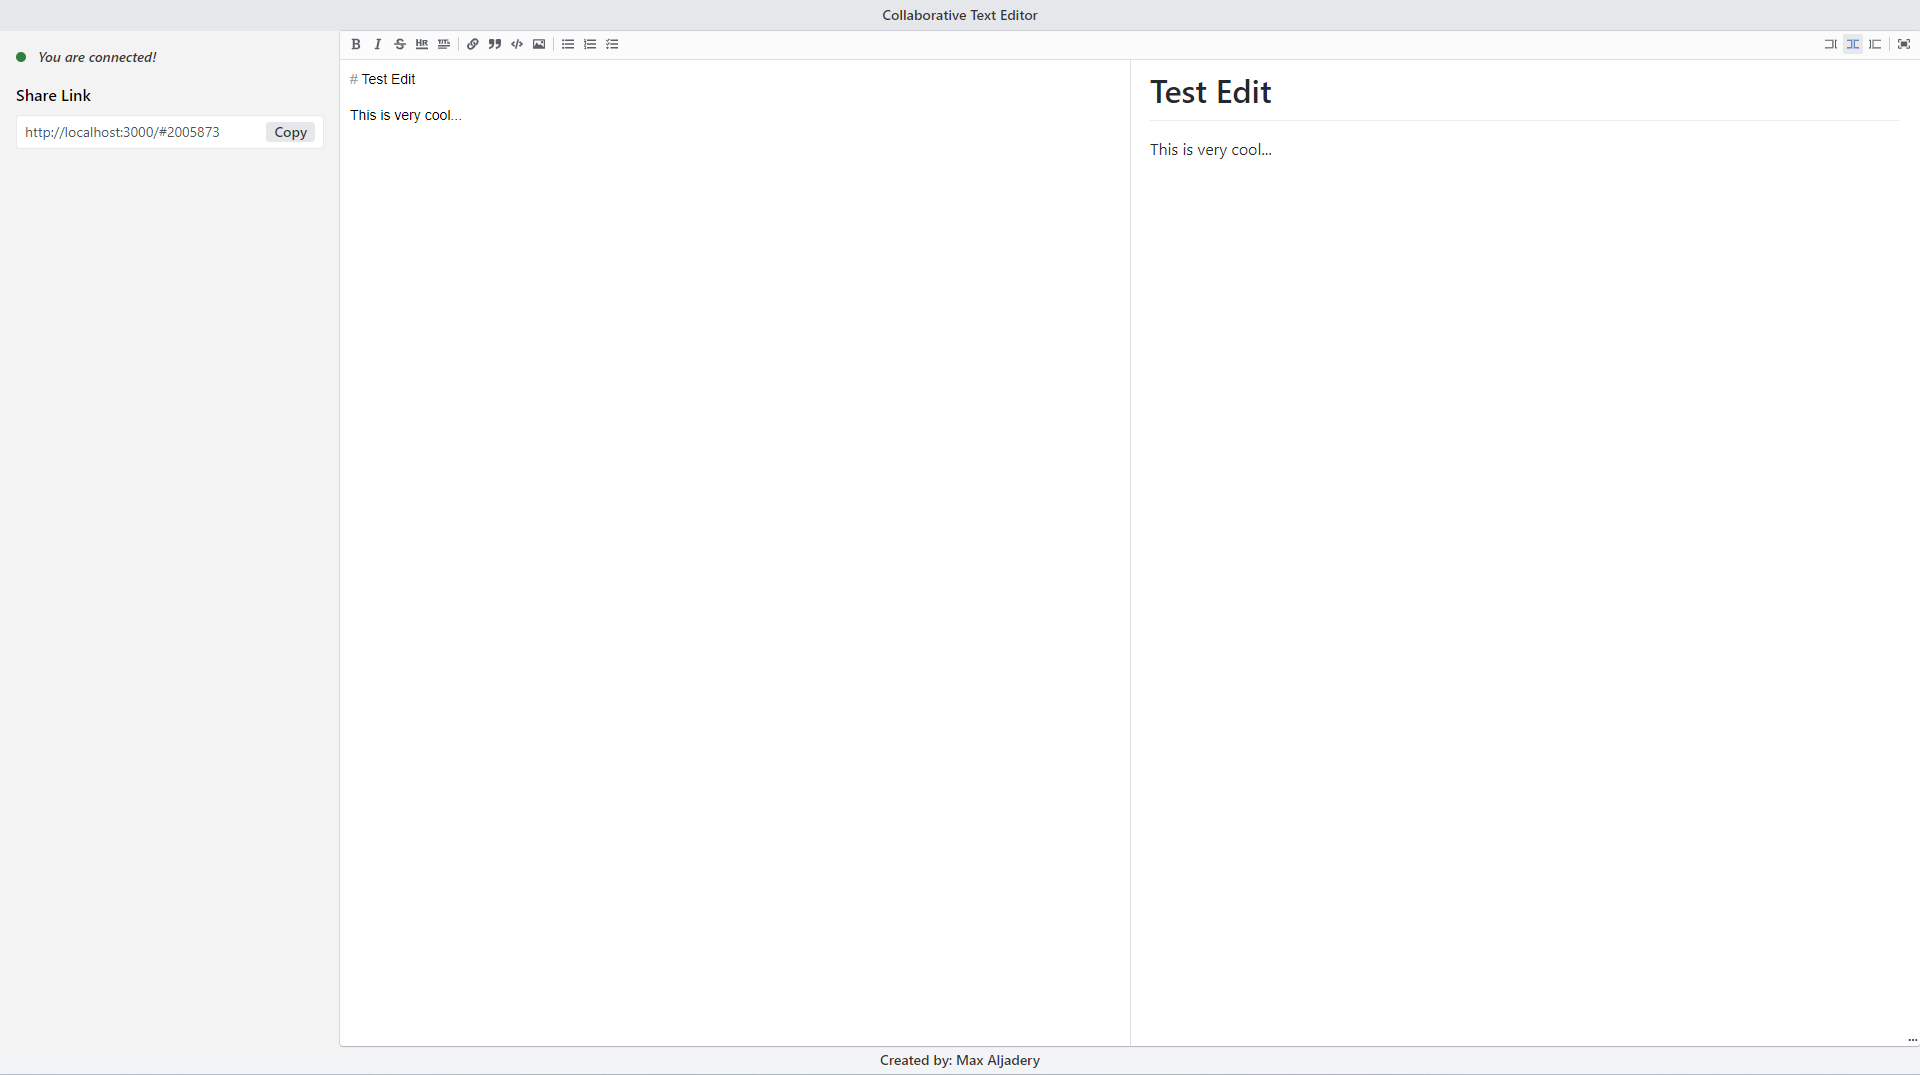 Collaborative Text Editor
You are connected!
Share Link
http://localhost:3000/#2005873 Copy
# Test Edit
This is very cool...
Test Edit
This is very cool...
Created by: Max Aljadery